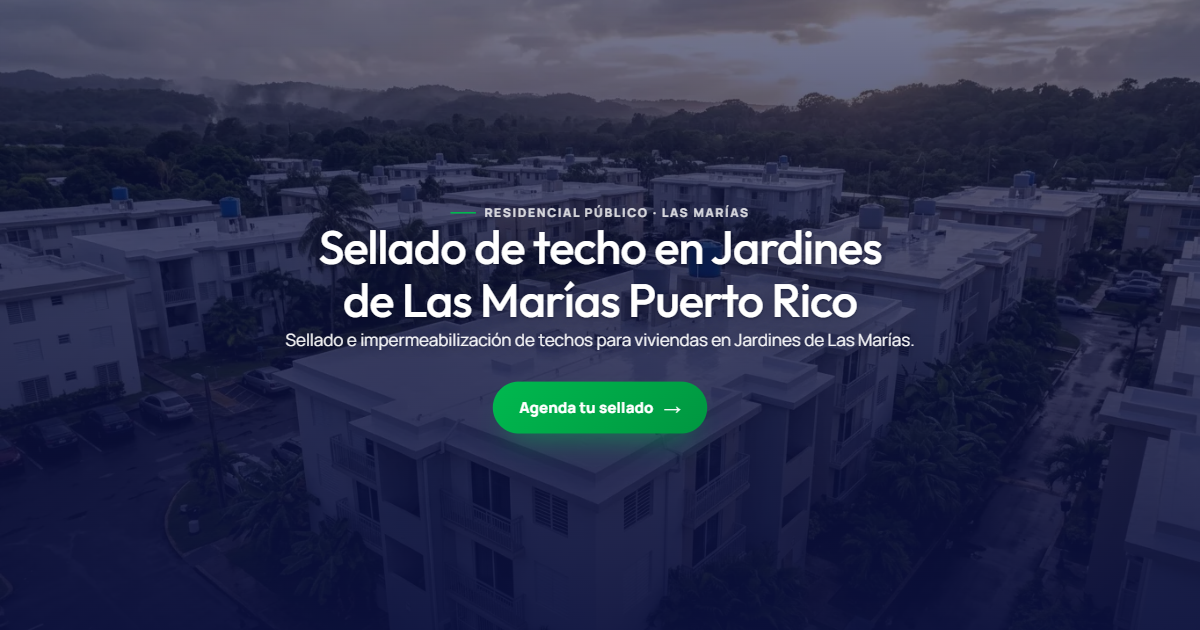 RESIDENCIAL PÚBLICO · LAS MARÍAS
Sellado de techo en Jardines
de Las Marías Puerto Rico
Sellado e impermeabilización de techos para viviendas en Jardines de Las Marías.
Agenda tu sellado →